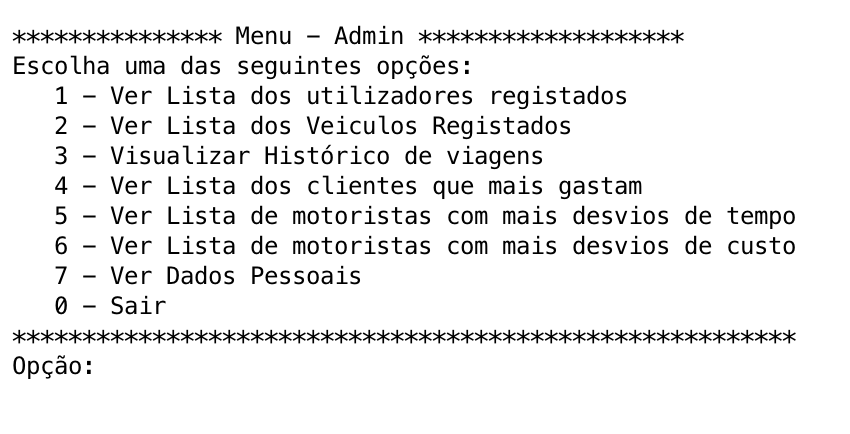 *************** Menu - Admin *******************
Escolha uma das seguintes opções:
1 - Ver Lista dos utilizadores registados
2 - Ver Lista dos Veiculos Registados
3 - Visualizar Histórico de viagens
4 - Ver Lista dos clientes que mais gastam
5 - Ver Lista de motoristas com mais desvios de tempo
6 - Ver Lista de motoristas com mais desvios de custo
7 - Ver Dados Pessoais
0 - Sair
********************************************************
Opção: